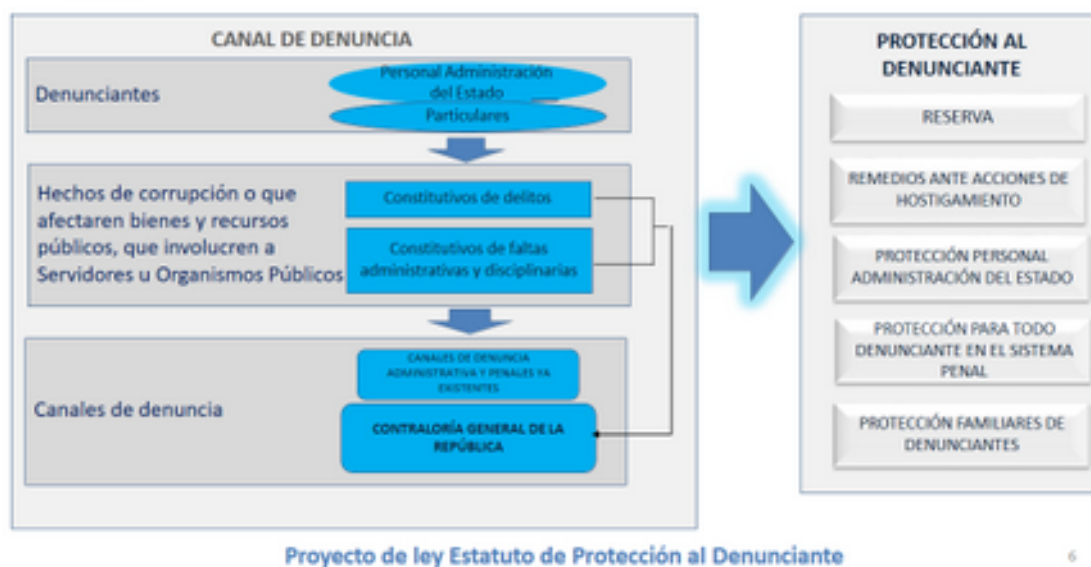 CANAL DE DENUNCIA
Denunciantes
Personal Administración
del Estado
Particulares
Hechos de corrupción o que
afectaren bienes y recursos
públicos, que involucren a
Servidores u Organismos Públicos
Constitutivos de delitos
Constitutivos de faltas
administrativas y disciplinarias
Canales de denuncia
CANALES DE DENUNCIA
ADMINISTRATIVA Y PENALES YA
EXISTENTES
CONTRALORÍA GENERAL DE LA
REPÚBLICA
PROTECCIÓN AL
DENUNCIANTE
RESERVA
REMEDIOS ANTE ACCIONES DE
HOSTIGAMIENTO
PROTECCIÓN PERSONAL
ADMINISTRACIÓN DEL ESTADO
PROTECCIÓN PARA TODO
DENUNCIANTE EN EL SISTEMA
PENAL
PROTECCIÓN FAMILIARES DE
DENUNCIANTES
Proyecto de ley Estatuto de Protección al Denunciante
6